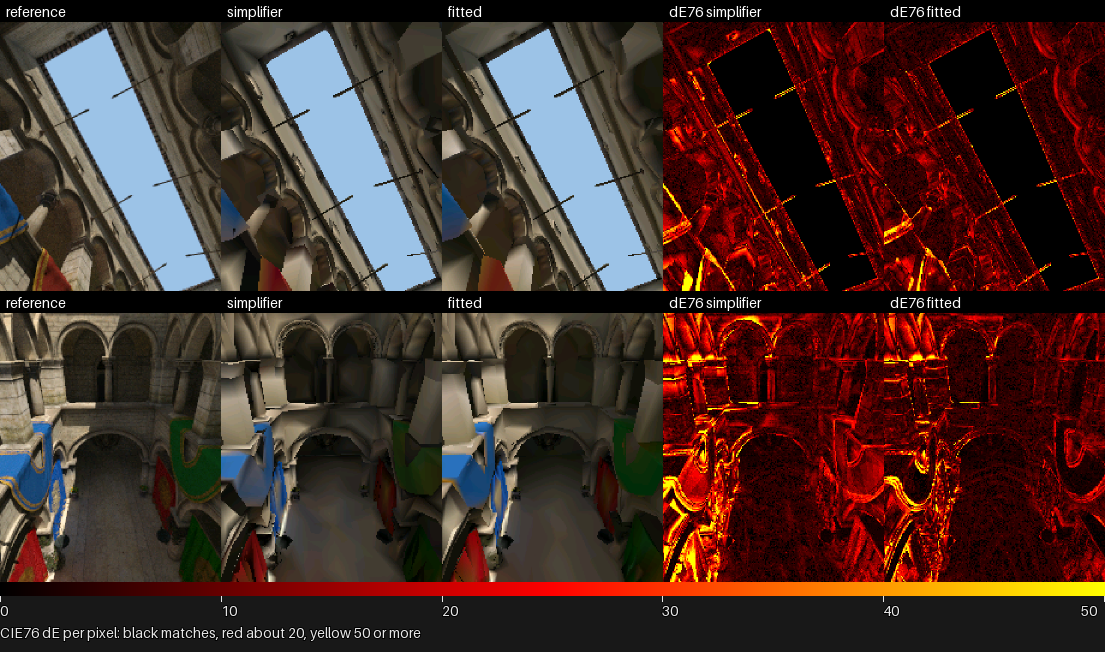 reference simplifier fitted dE76 simplifier dE76 fitted
reference simplifier fitted dE76 simplifier dE76 fitted
0 10 20 30 40 50
CIE76 dE per pixel: black matches, red about 20, yellow 50 or more